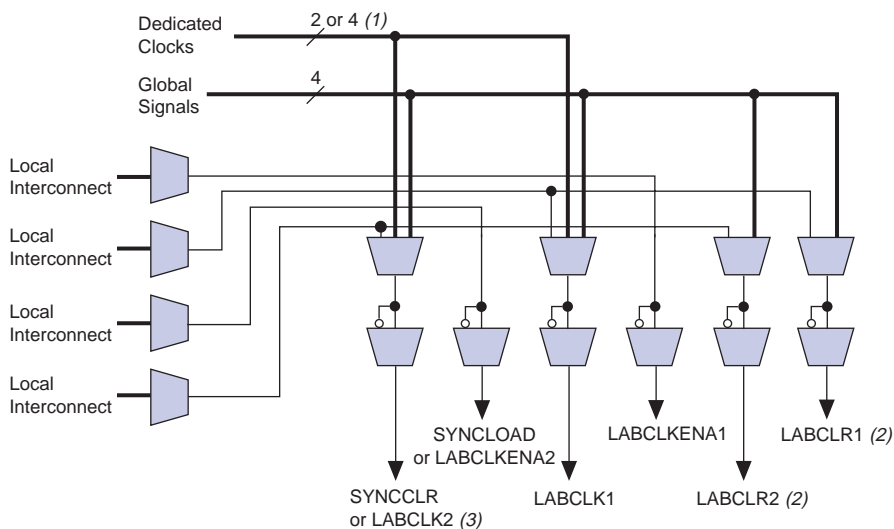 Dedicated
Clocks
2 or 4 (1)
Global
Signals
4
Local
Interconnect
Local
Interconnect
Local
Interconnect
Local
Interconnect
SYNCLOAD
or LABCLKENA2
LABCLKENA1
LABCLR1 (2)
SYNCCLR
or LABCLK2 (3)
LABCLK1
LABCLR2 (2)